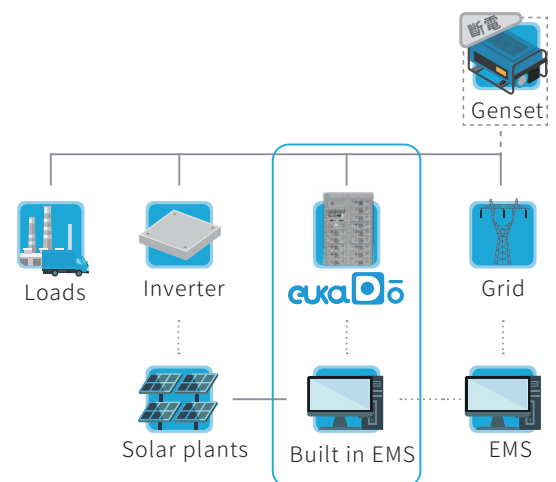 斷電
Genset
Loads
Inverter
eukaDō
Grid
Solar plants
Built in EMS
EMS